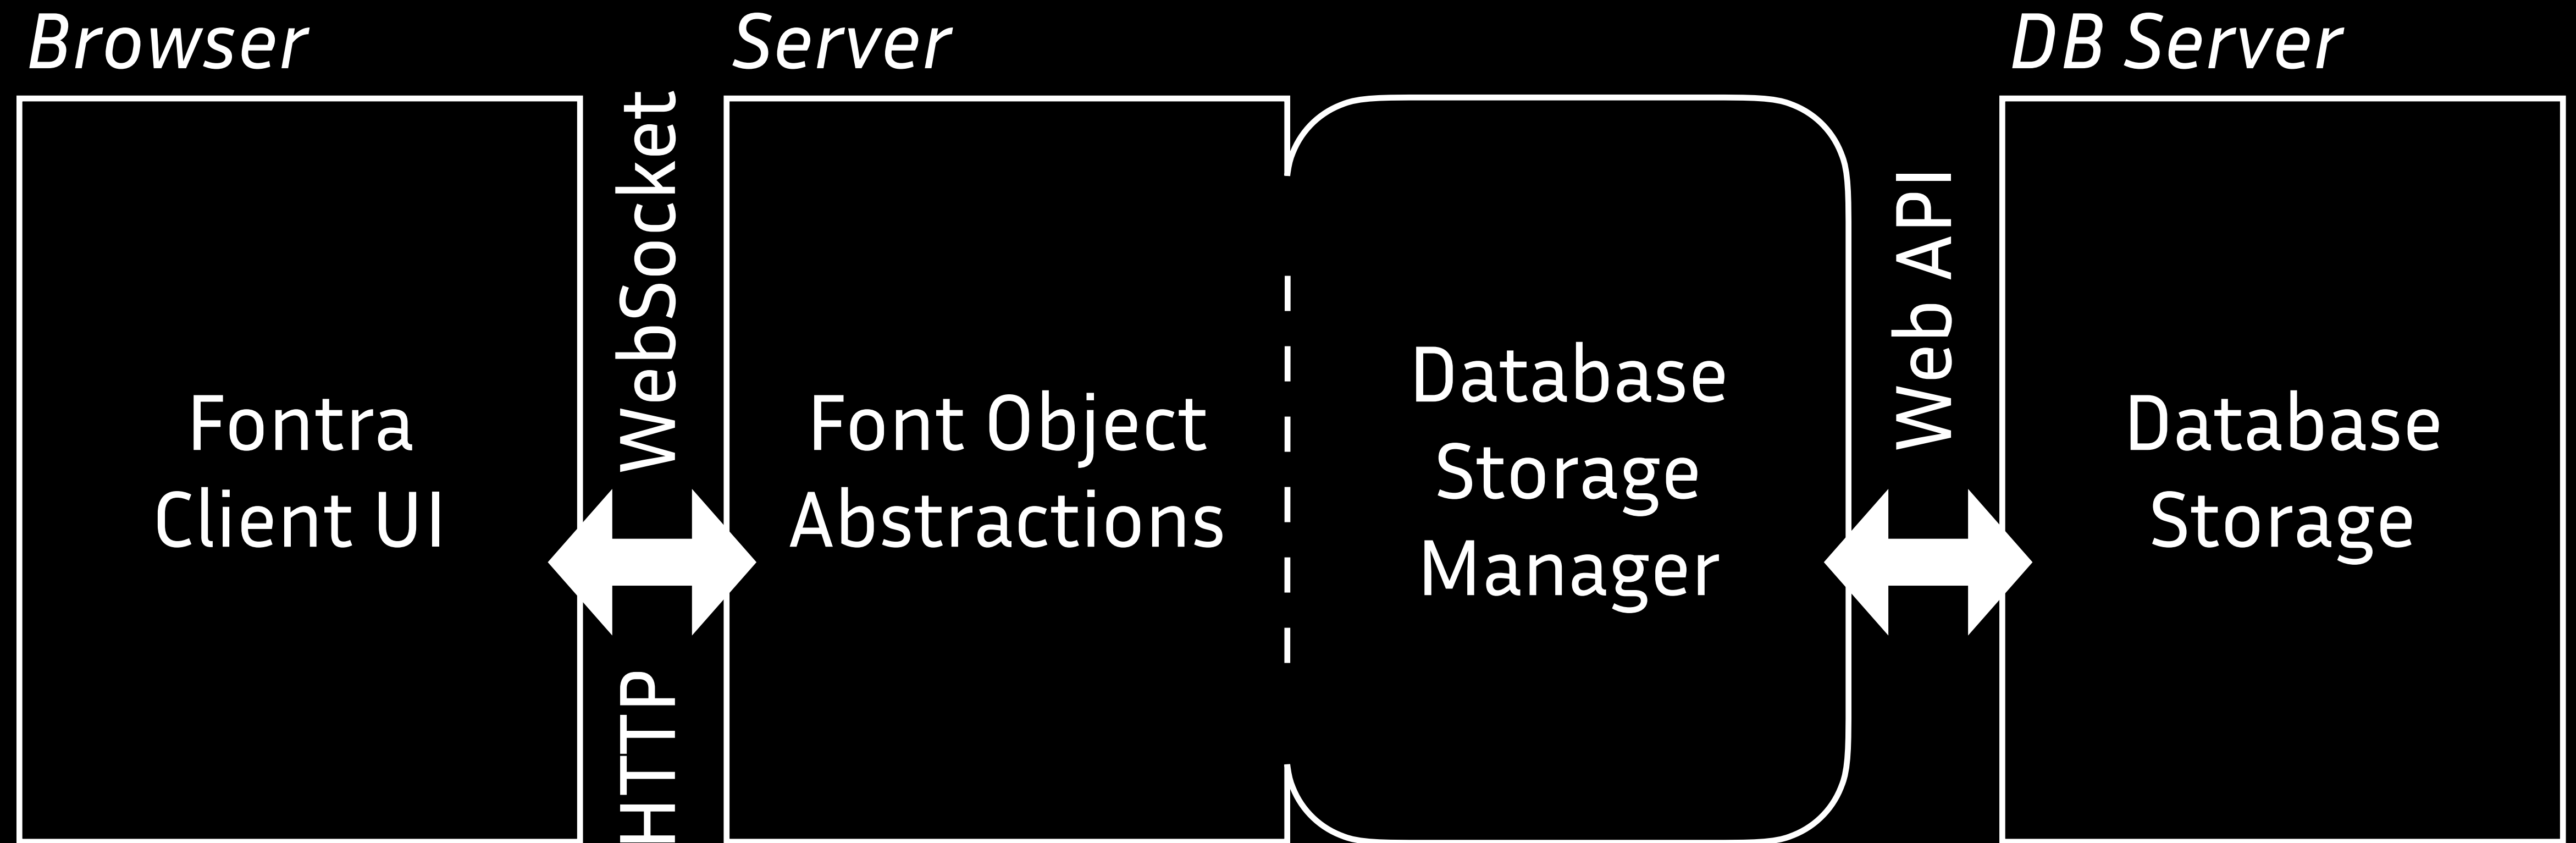 Browser
Server
DB Server
Fontra
Client UI
WebSocket
HTTP
Font Object
Abstractions
Database
Storage
Manager
Web API
Database
Storage